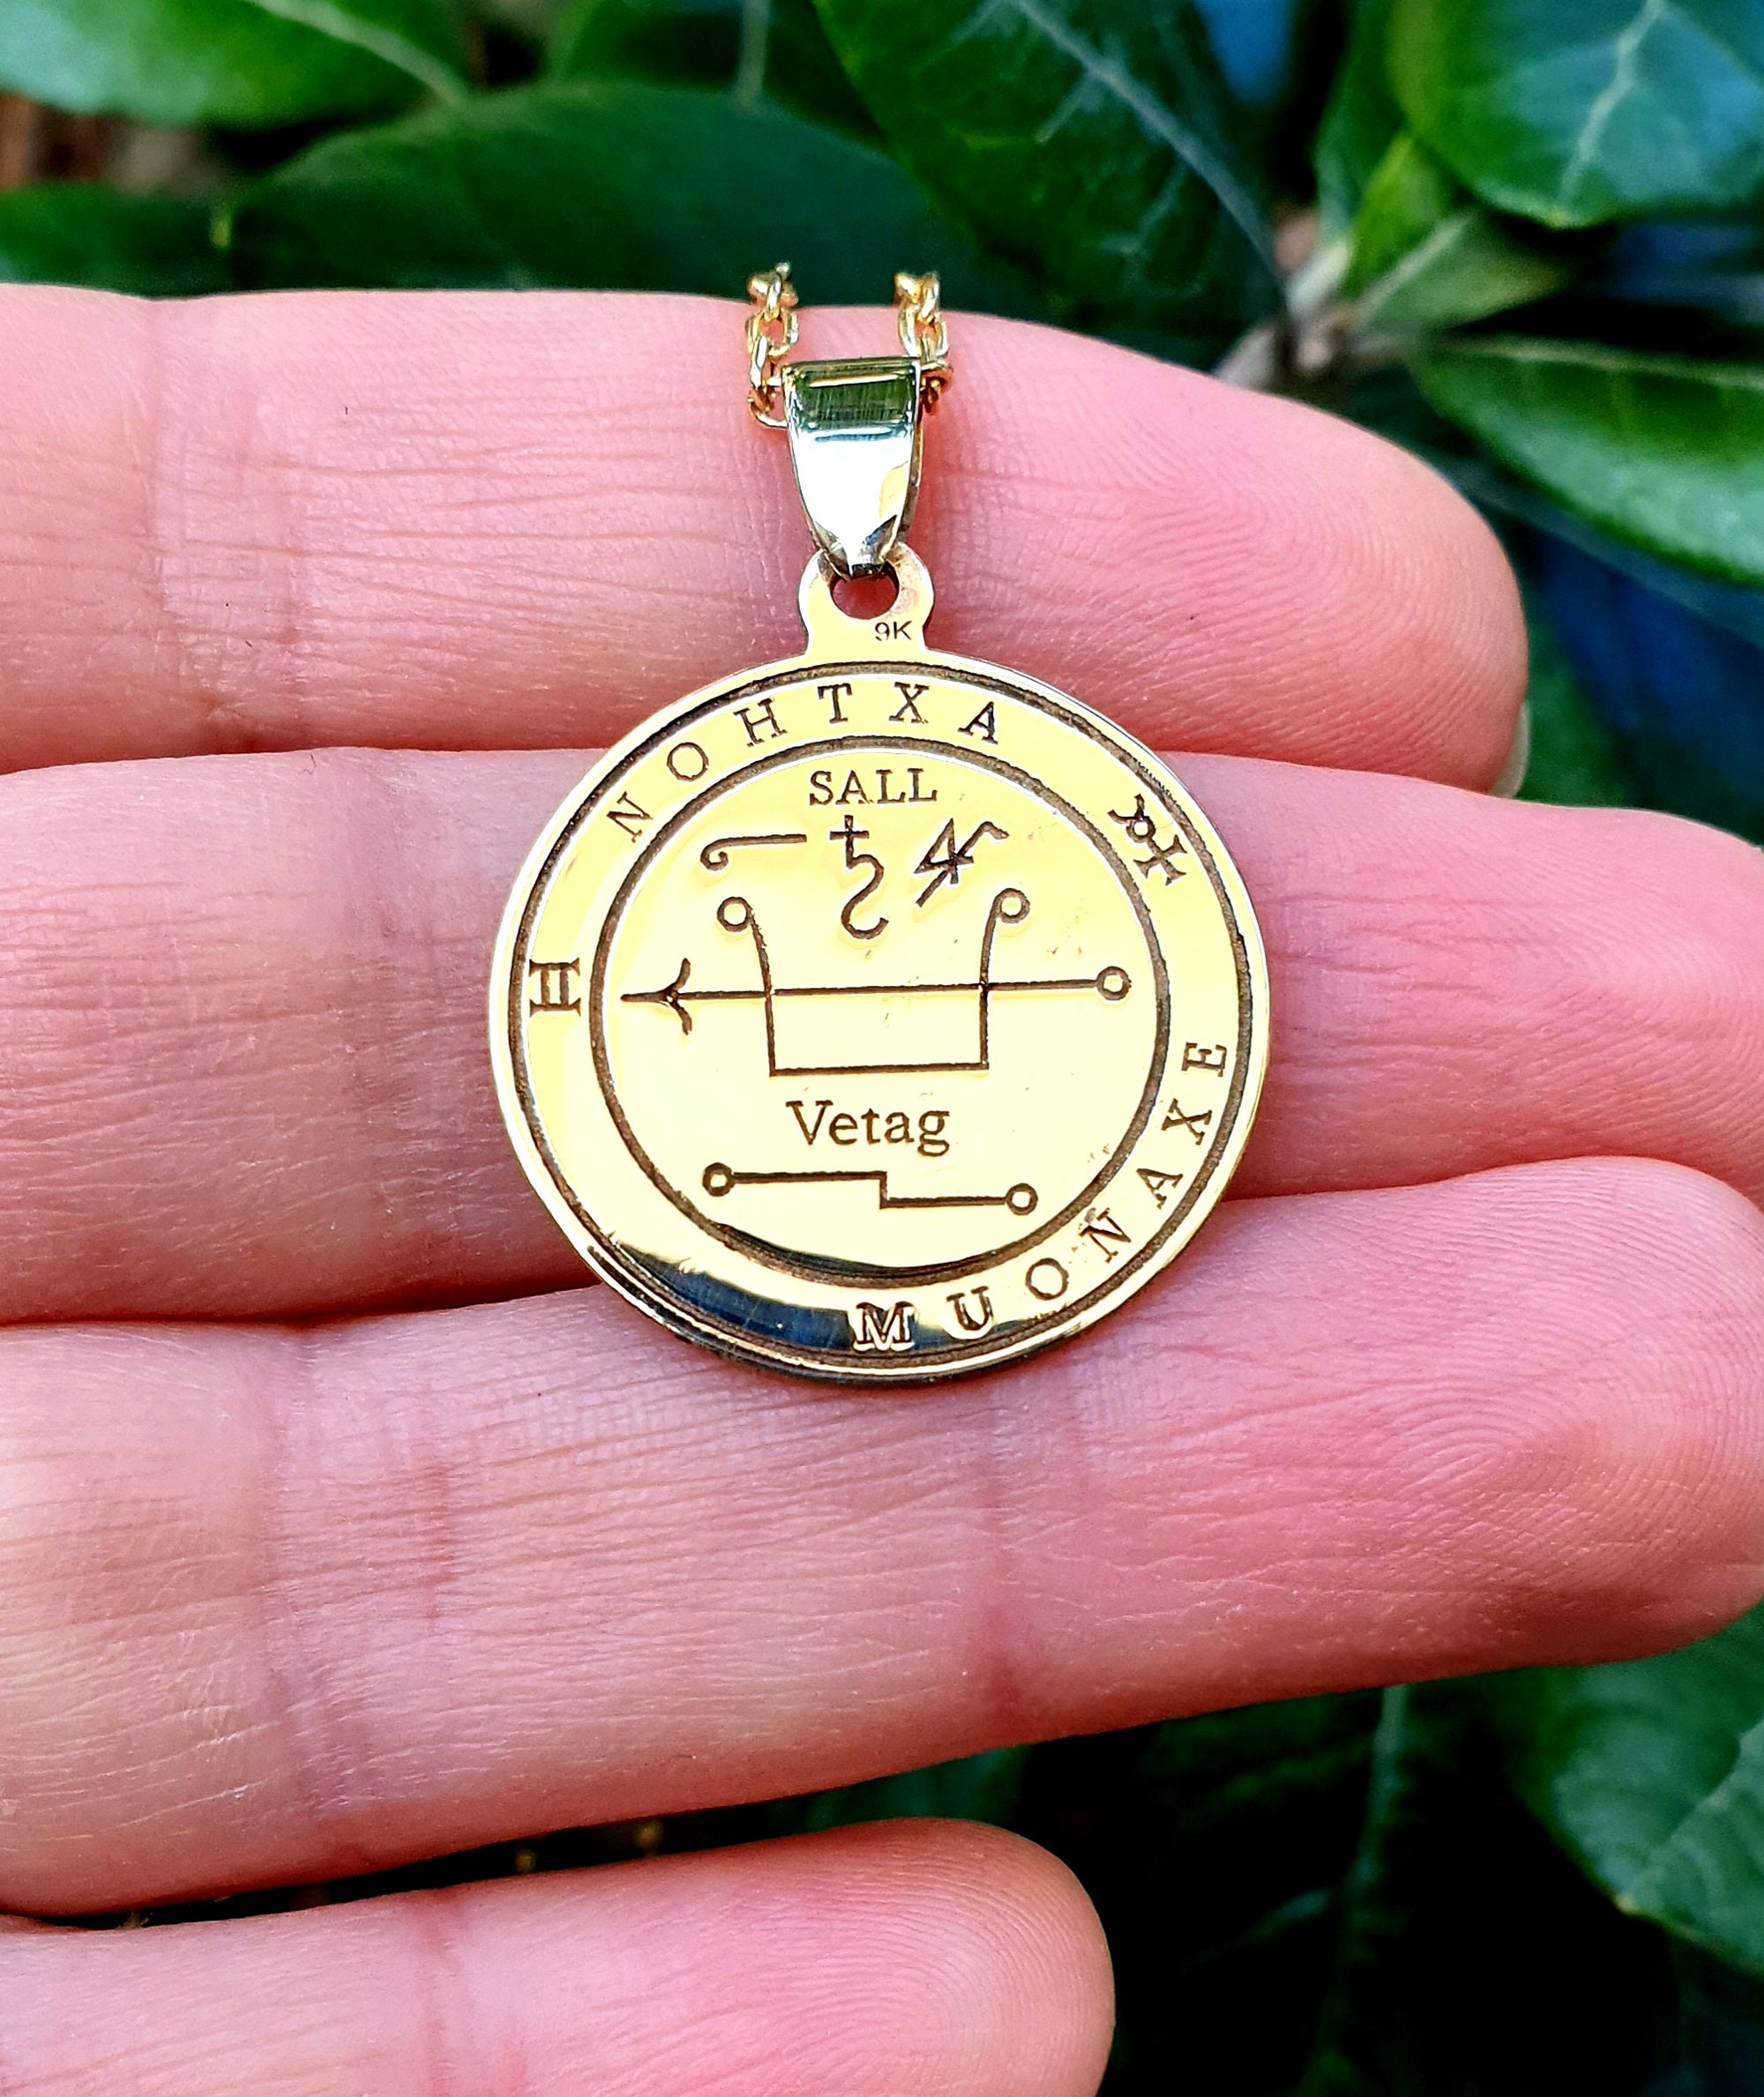 9K
NOHTXA
SALL
H
Vetag
MUONAXE